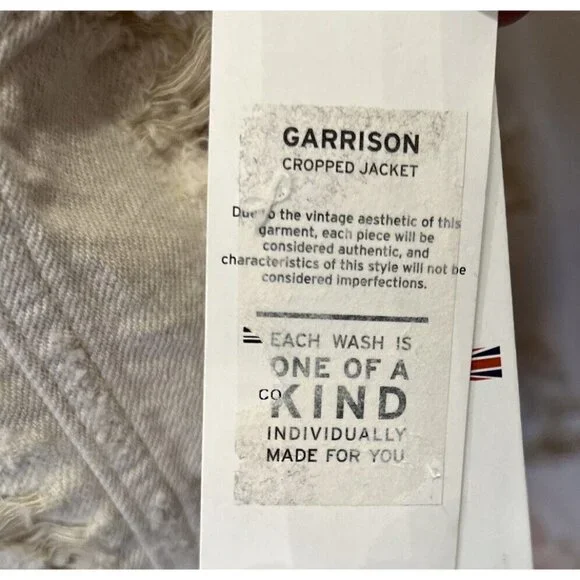 GARRISON
CROPPED JACKET
Due to the vintage aesthetic of this
garment, each piece will be
considered authentic, and
characteristics of this style will not be
considered imperfections.
EACH WASH IS
ONE OF A
CO
KIND
INDIVIDUALLY
MADE FOR YOU